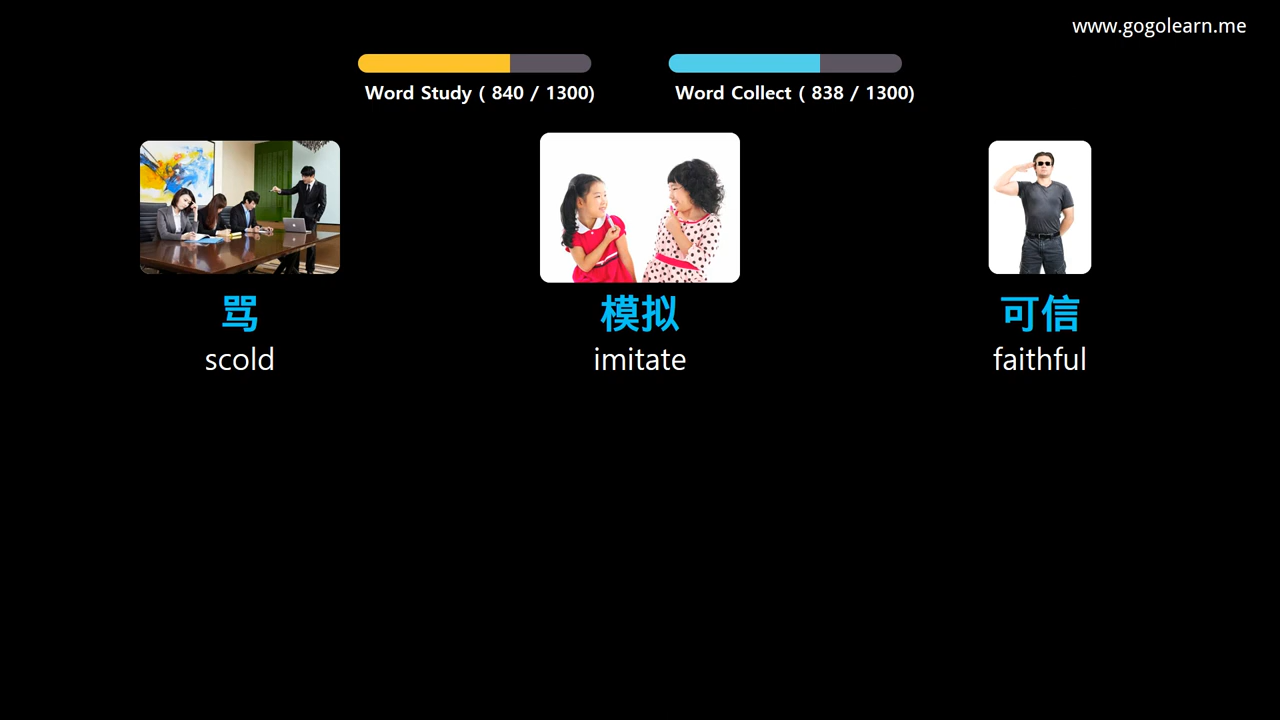 www.gogolearn.me
Word Study ( 840 / 1300)
Word Collect ( 838 / 1300)
骂
模拟
可信
scold
imitate
faithful